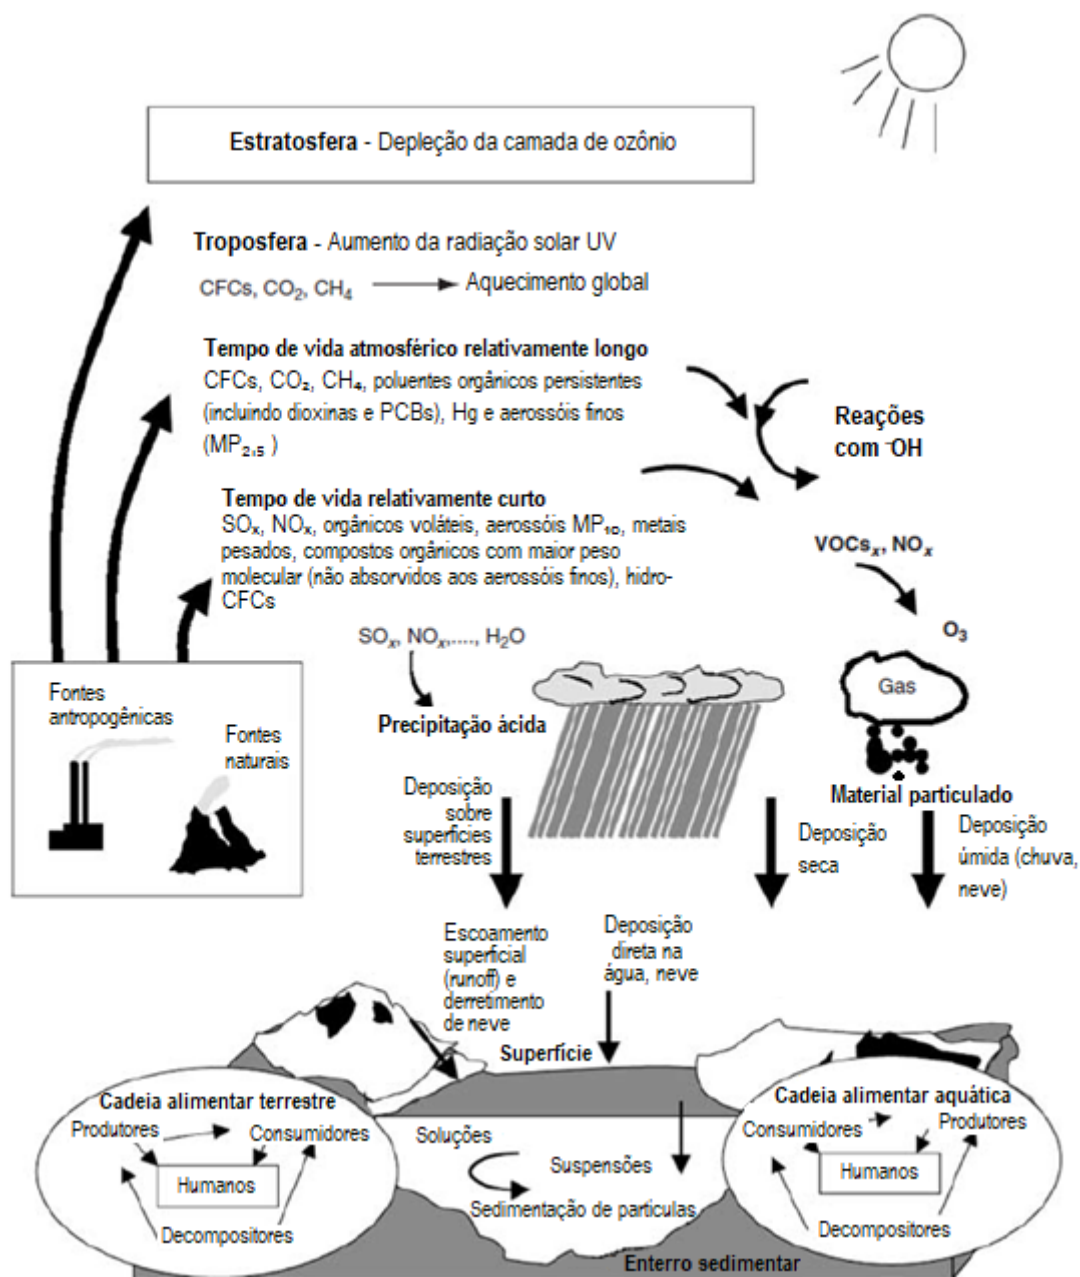 Estratosfera - Depleção da camada de ozônio
Troposfera - Aumento da radiação solar UV
CFCs, CO₂, CH₄ → Aquecimento global
Tempo de vida atmosférico relativamente longo
CFCs, CO₂, CH₄, poluentes orgânicos persistentes
(incluindo dioxinas e PCBs), Hg e aerossóis finos
(MP₂,₅ )
Reações
com ⁻OH
Tempo de vida relativamente curto
SOₓ, NOₓ, orgânicos voláteis, aerossóis MP₁₀, metais
pesados, compostos orgânicos com maior peso
molecular (não absorvidos aos aerossóis finos), hidro-
CFCs
VOCsₓ, NOₓ
O₃
SOₓ, NOₓ,...., H₂O
Gas
Fontes
antropogênicas
Fontes
naturais
Precipitação ácida
Material particulado
Deposição
sobre
superfícies
terrestres
Deposição
seca
Deposição
úmida (chuva,
neve)
Escoamento
superficial
(runoff) e
derretimento
de neve
Deposição
direta na
água, neve
Superfície
Cadeia alimentar terrestre
Produtores
Consumidores
Humanos
Decompositores
Soluções
Suspensões
Sedimentação de partículas
Cadeia alimentar aquática
Consumidores
Produtores
Humanos
Decompositores
Enterro sedimentar